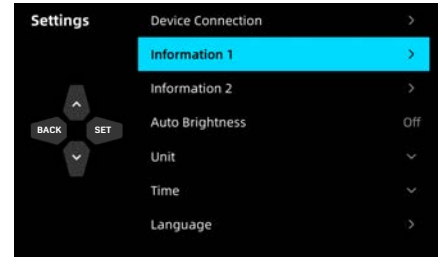 Settings
Device Connection
Information 1
Information 2
BACK
SET
Auto Brightness
Off
Unit
Time
Language